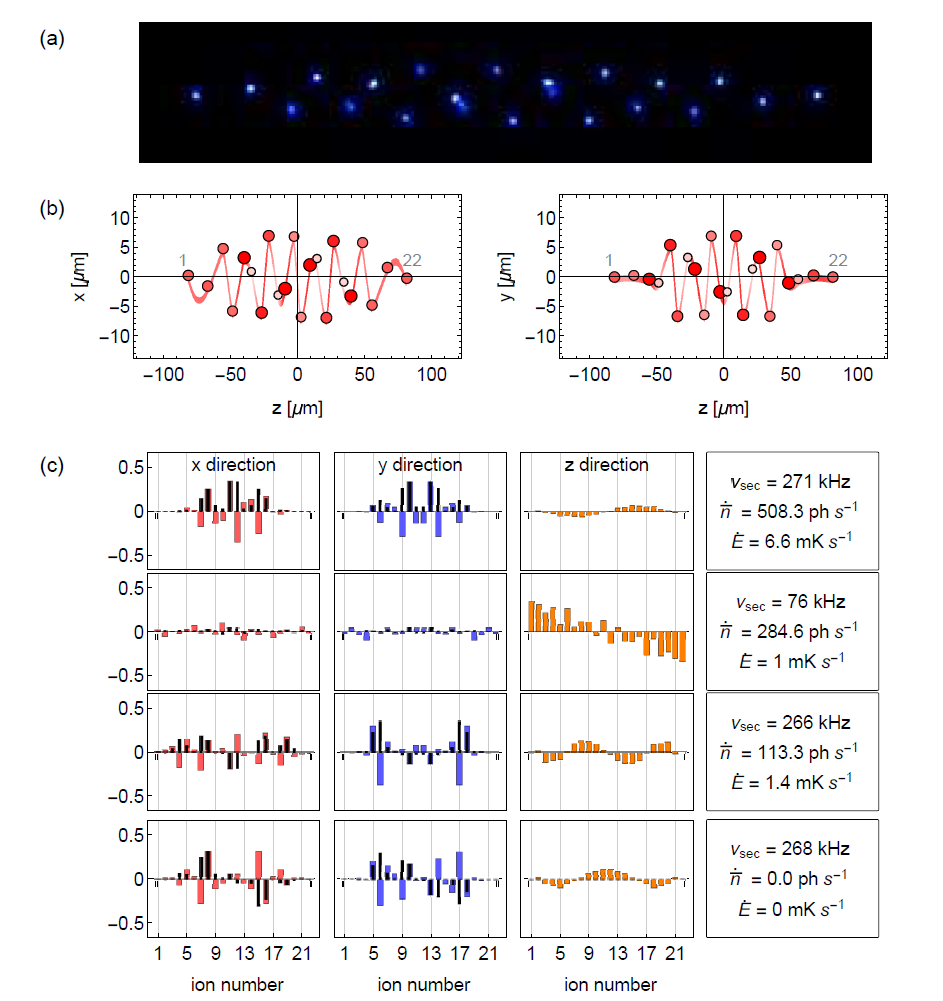 (a)
(b)
x [μm]
10
5
0
−5
−10
1
22
−100 −50 0 50 100
z [μm]
y [μm]
10
5
0
−5
−10
1
22
−100 −50 0 50 100
z [μm]
(c)
x direction
y direction
z direction
0.5
0
−0.5
νsec = 271 kHz
n̄̇ = 508.3 ph s⁻¹
Ė = 6.6 mK s⁻¹
0.5
0
−0.5
νsec = 76 kHz
n̄̇ = 284.6 ph s⁻¹
Ė = 1 mK s⁻¹
0.5
0
−0.5
νsec = 266 kHz
n̄̇ = 113.3 ph s⁻¹
Ė = 1.4 mK s⁻¹
0.5
0
−0.5
νsec = 268 kHz
n̄̇ = 0.0 ph s⁻¹
Ė = 0 mK s⁻¹
1 5 9 13 17 21
1 5 9 13 17 21
1 5 9 13 17 21
ion number
ion number
ion number